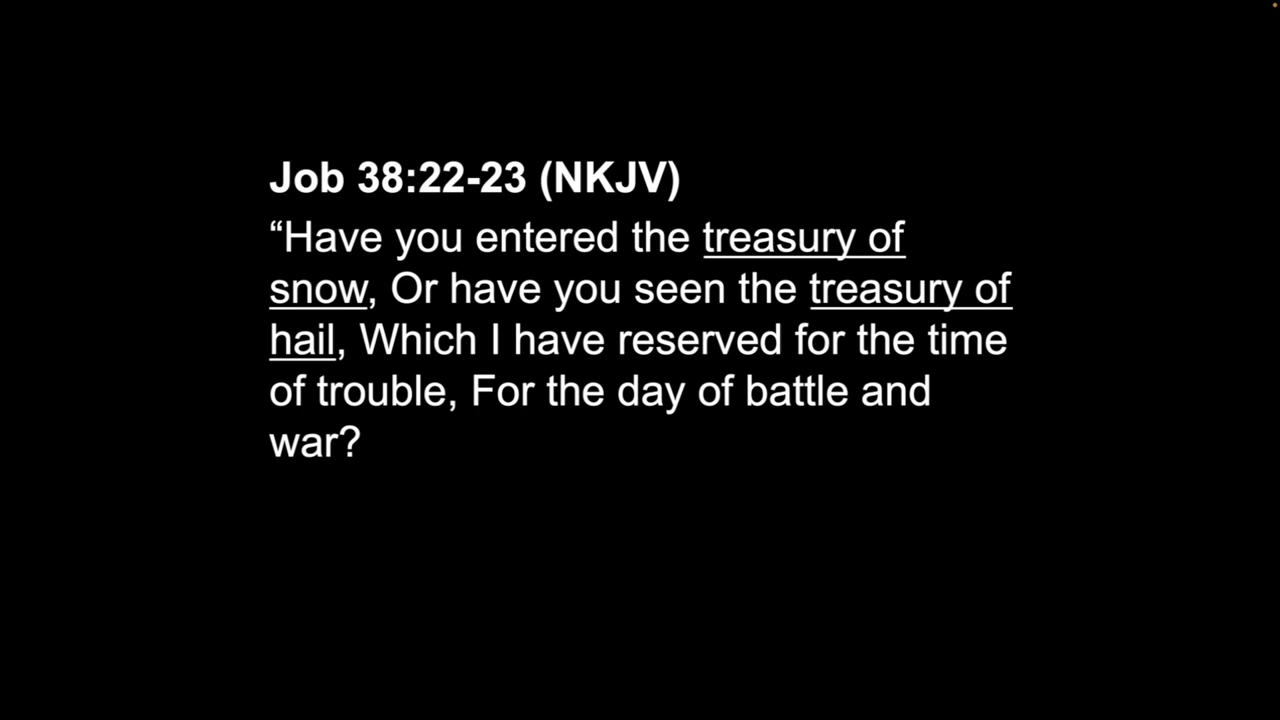 Job 38:22-23 (NKJV)
“Have you entered the treasury of
snow, Or have you seen the treasury of
hail, Which I have reserved for the time
of trouble, For the day of battle and
war?